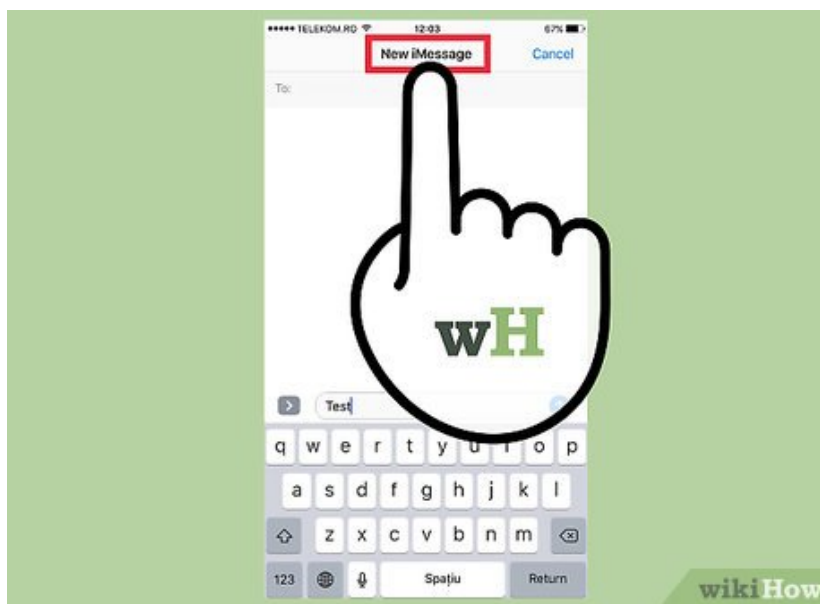 TELEKOM.RO 12:03 67%
New iMessage Cancel
To:
wH
Test
q w e r t y u i o p
a s d f g h j k l
z x c v b n m
123 Spațiu Return
wikiHow